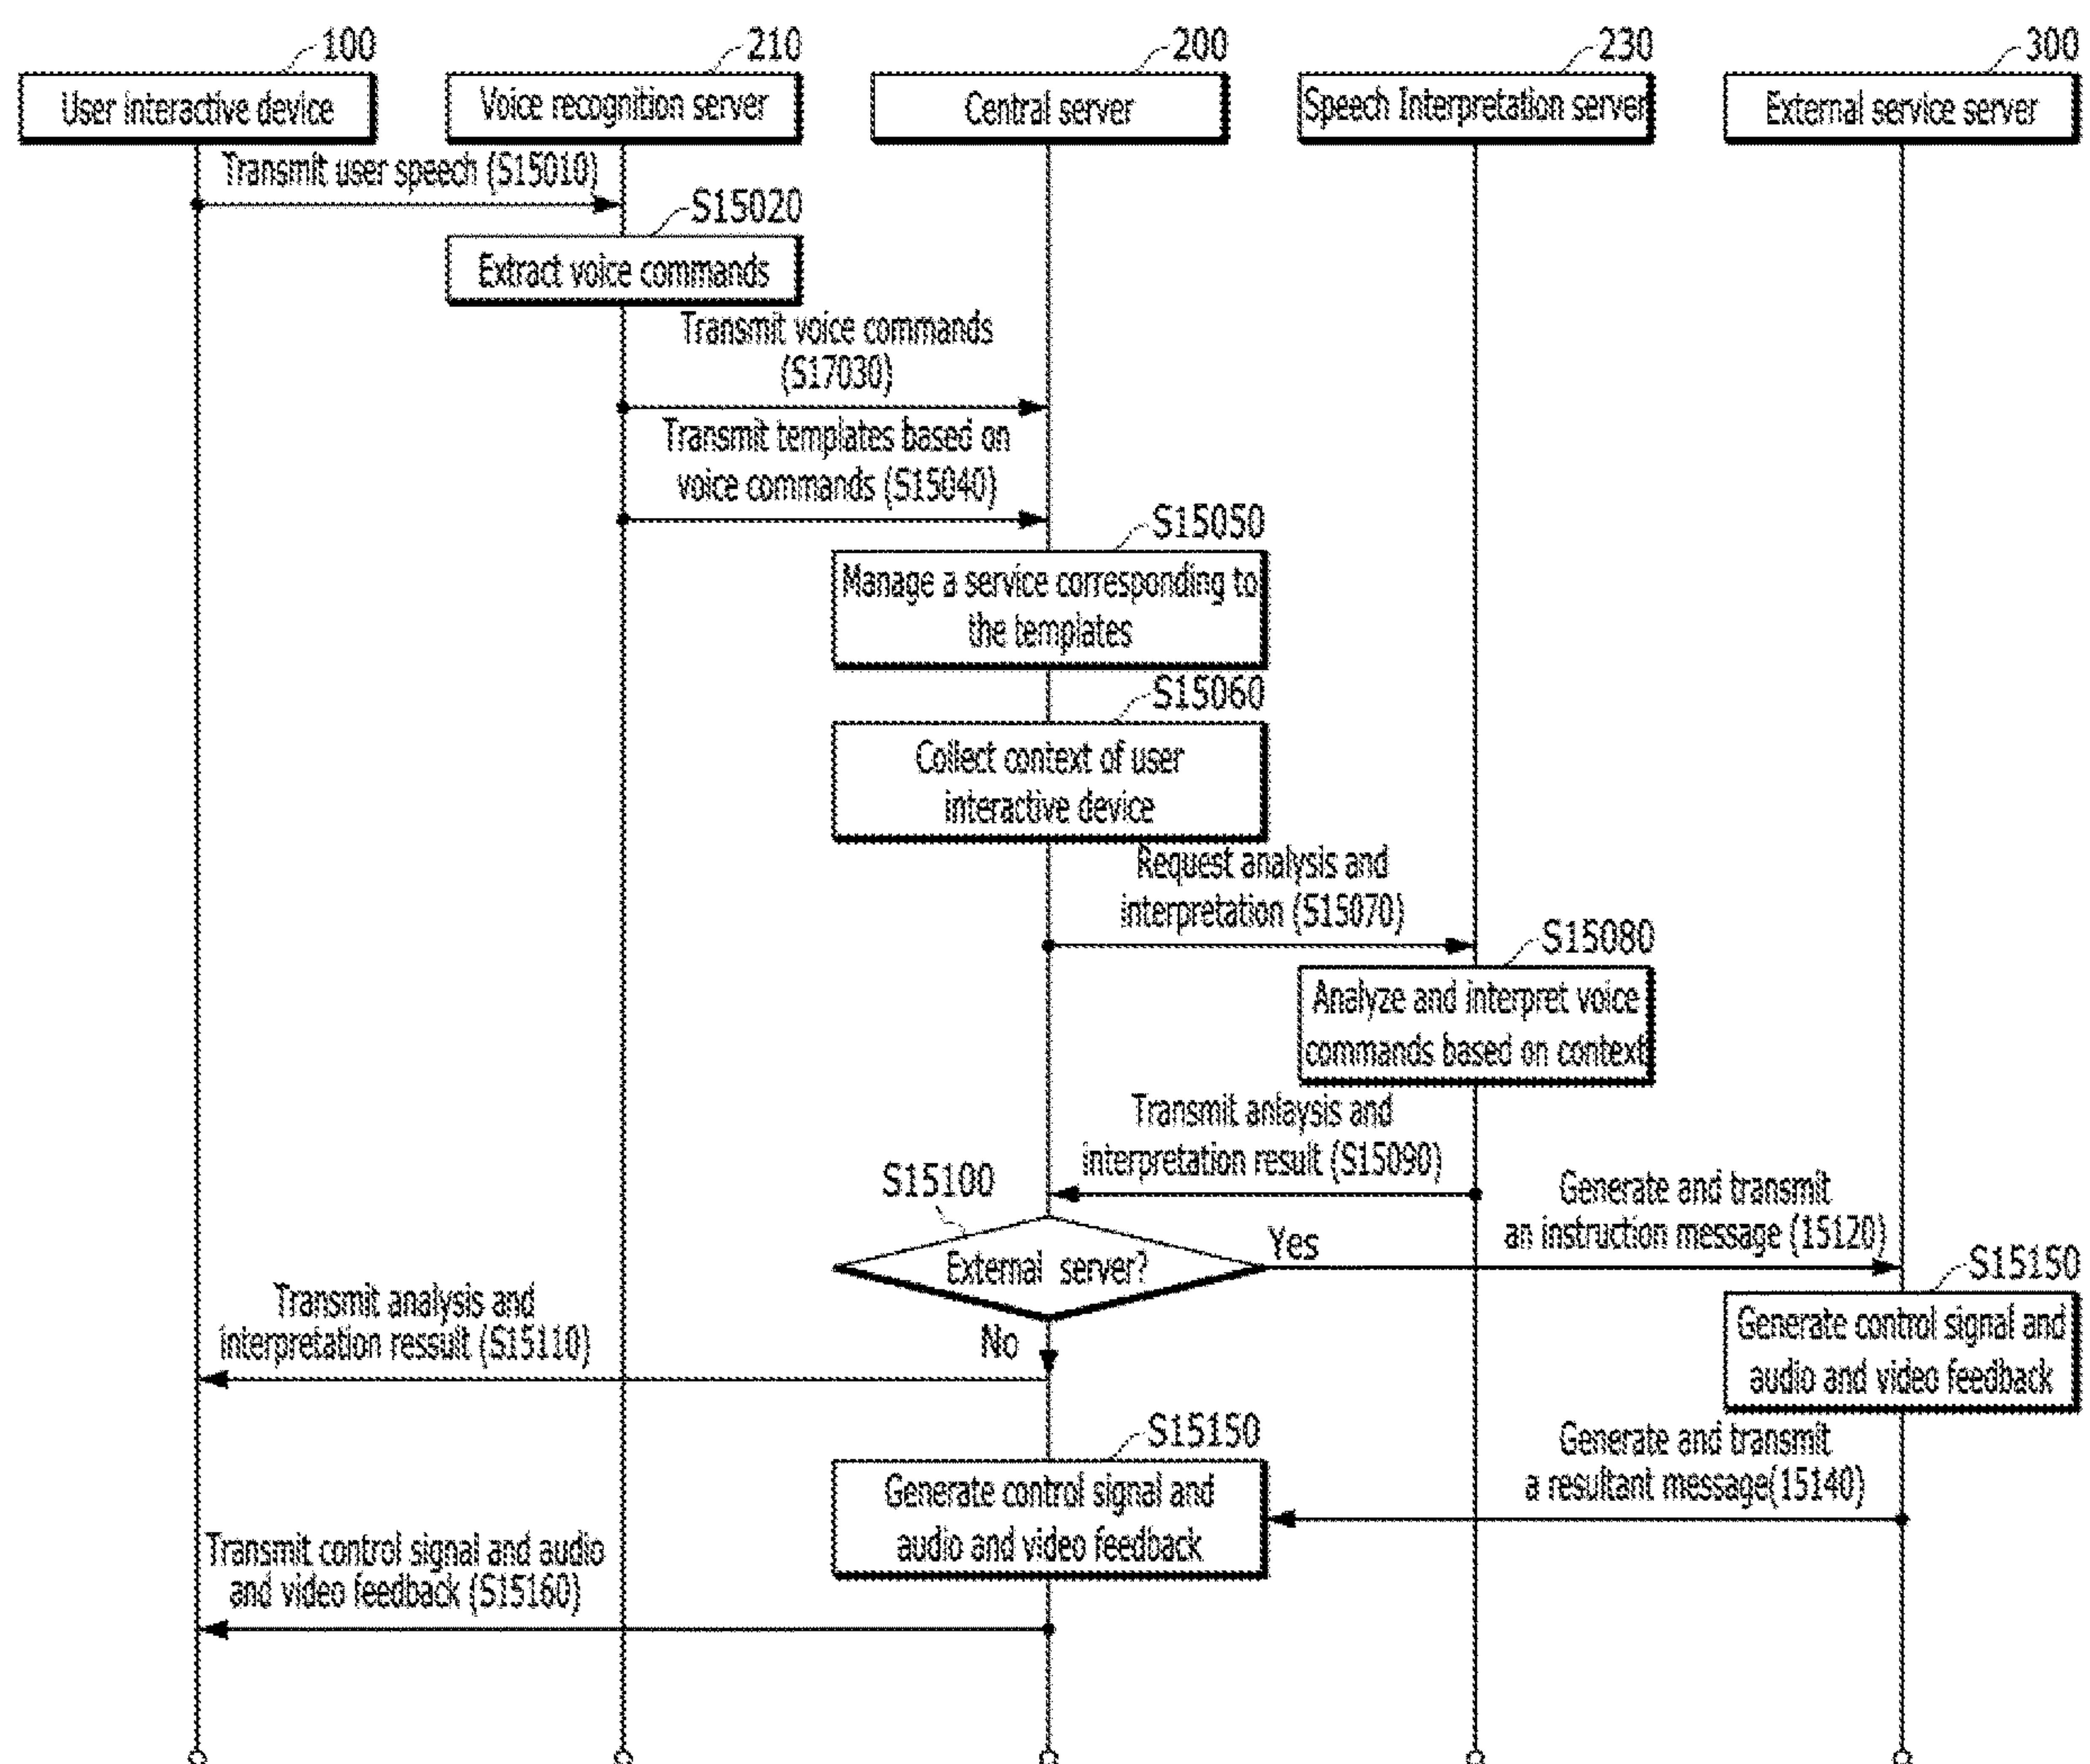 100
210
200
230
300
User interactive device
Voice recognition server
Central server
Speech Interpretation server
External service server
Transmit user speech (S15010)
S15020
Extract voice commands
Transmit voice commands
(S17030)
Transmit templates based on
voice commands (S15040)
S15050
Manage a service corresponding to
the templates
S15060
Collect context of user
interactive device
Request analysis and
interpretation (S15070)
S15080
Analyze and interpret voice
commands based on context
Transmit anlaysis and
interpretation result (S15090)
S15100
External server?
Yes
Generate and transmit
an instruction message (15120)
S15150
Generate control signal and
audio and video feedback
No
Transmit analysis and
interpretation ressult (S15110)
Generate and transmit
a resultant message(15140)
S15150
Generate control signal and
audio and video feedback
Transmit control signal and audio
and video feedback (S15160)